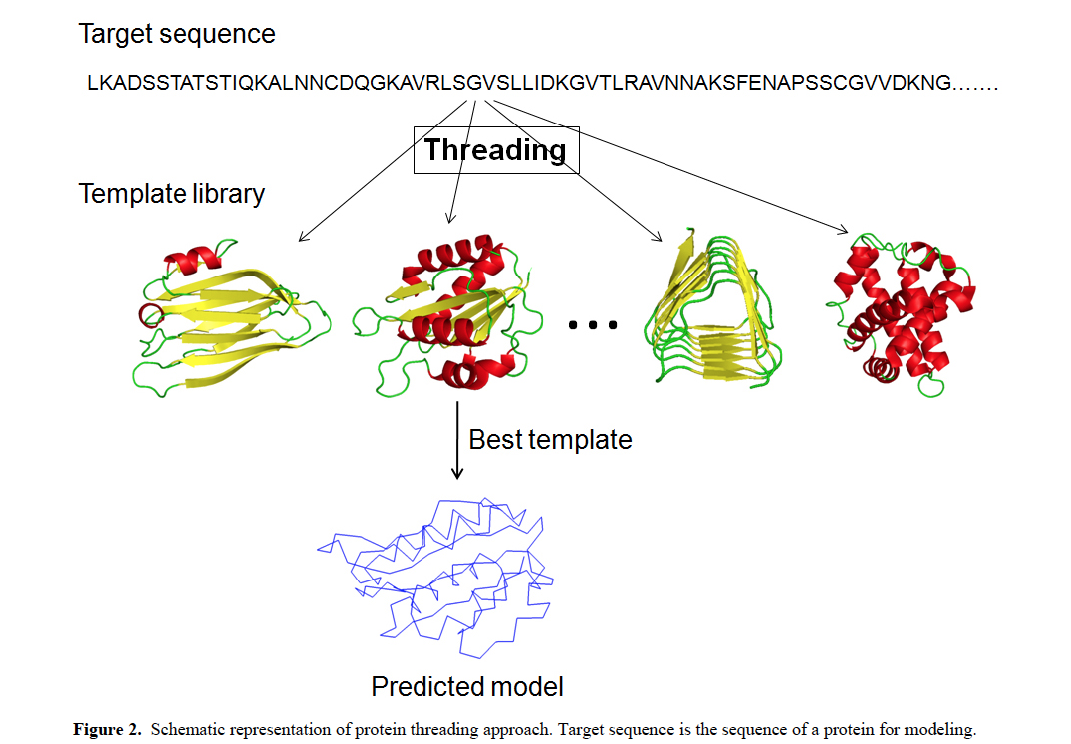 Target sequence
LKADSSTATSTIQKALNNCDQGKAVRLSGVSLLIDKGVTLRAVNNAKSFENAPSSCGVVDKNG.......
Threading
Template library
...
Best template
Predicted model
Figure 2. Schematic representation of protein threading approach. Target sequence is the sequence of a protein for modeling.